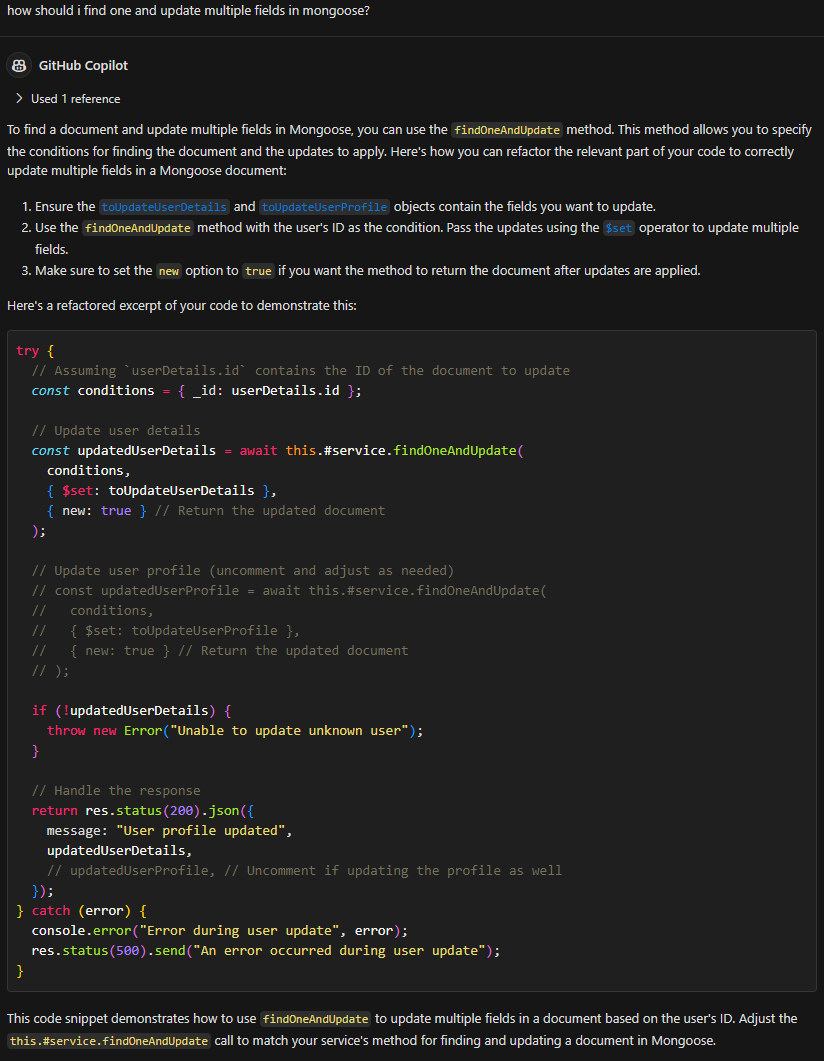 how should i find one and update multiple fields in mongoose?
GitHub Copilot
Used 1 reference
To find a document and update multiple fields in Mongoose, you can use the findOneAndUpdate method. This method allows you to specify
the conditions for finding the document and the updates to apply. Here's how you can refactor the relevant part of your code to correctly
update multiple fields in a Mongoose document:
1. Ensure the toUpdateUserDetails and toUpdateUserProfile objects contain the fields you want to update.
2. Use the findOneAndUpdate method with the user's ID as the condition. Pass the updates using the $set operator to update multiple
fields.
3. Make sure to set the new option to true if you want the method to return the document after updates are applied.
Here's a refactored excerpt of your code to demonstrate this:
try {
  // Assuming `userDetails.id` contains the ID of the document to update
  const conditions = { _id: userDetails.id };
  // Update user details
  const updatedUserDetails = await this.#service.findOneAndUpdate(
    conditions,
    { $set: toUpdateUserDetails },
    { new: true } // Return the updated document
  );
  // Update user profile (uncomment and adjust as needed)
  // const updatedUserProfile = await this.#service.findOneAndUpdate(
  //   conditions,
  //   { $set: toUpdateUserProfile },
  //   { new: true } // Return the updated document
  // );
  if (!updatedUserDetails) {
    throw new Error("Unable to update unknown user");
  }
  // Handle the response
  return res.status(200).json({
    message: "User profile updated",
    updatedUserDetails,
    // updatedUserProfile, // Uncomment if updating the profile as well
  });
} catch (error) {
  console.error("Error during user update", error);
  res.status(500).send("An error occurred during user update");
}
This code snippet demonstrates how to use findOneAndUpdate to update multiple fields in a document based on the user's ID. Adjust the
this.#service.findOneAndUpdate call to match your service's method for finding and updating a document in Mongoose.